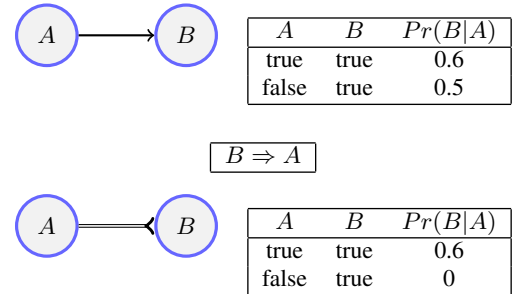 A B
A B Pr(B|A)
true true 0.6
false true 0.5
B ⇒ A
A B
A B Pr(B|A)
true true 0.6
false true 0